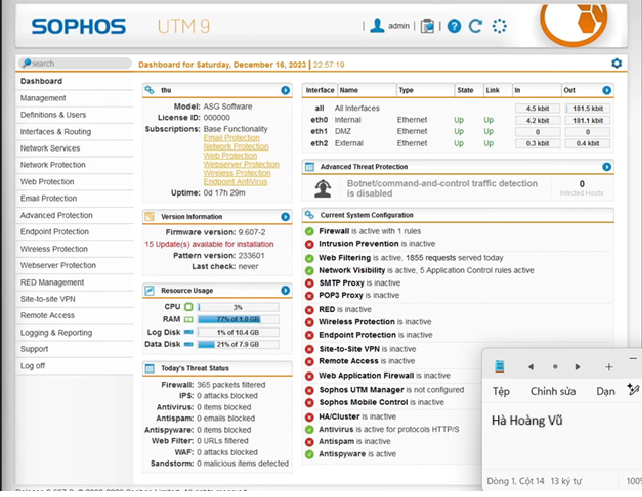 SOPHOS UTM 9
admin
search
Dashboard for Saturday, December 16, 2023 | 22:57:10
Dashboard
Management
Definitions & Users
Interfaces & Routing
Network Services
Network Protection
Web Protection
Email Protection
Advanced Protection
Endpoint Protection
Wireless Protection
Webserver Protection
RED Management
Site-to-site VPN
Remote Access
Logging & Reporting
Support
Log off
thu
Model: ASG Software
License ID: 000000
Subscriptions: Base Functionality
Email Protection
Network Protection
Web Protection
Webserver Protection
Wireless Protection
Endpoint AntiVirus
Uptime: 0d 17h 29m
Version Information
Firmware version: 9.607-2
15 Update(s) available for installation
Pattern version: 233601
Last check: never
Resource Usage
CPU 3%
RAM 77% of 1.0 GB
Log Disk 1% of 10.4 GB
Data Disk 21% of 7.9 GB
Today's Threat Status
Firewall: 365 packets filtered
IPS: 0 attacks blocked
Antivirus: 0 items blocked
Antispam: 0 emails blocked
Antispyware: 0 items blocked
Web Filter: 0 URLs filtered
WAF: 0 attacks blocked
Sandstorm: 0 malicious items detected
Interface Name Type State Link In Out
all All Interfaces 4.5 kbit 181.5 kbit
eth0 Internal Ethernet Up Up 4.2 kbit 181.1 kbit
eth1 DMZ Ethernet Up Up 0 0
eth2 External Ethernet Up Up 0.3 kbit 0.4 kbit
Advanced Threat Protection
Botnet/command-and-control traffic detection
is disabled
0
Infected Hosts
Current System Configuration
Firewall is active with 1 rules
Intrusion Prevention is inactive
Web Filtering is active, 1855 requests served today
Network Visibility is active, 5 Application Control rules active
SMTP Proxy is inactive
POP3 Proxy is inactive
RED is inactive
Wireless Protection is inactive
Endpoint Protection is inactive
Site-to-Site VPN is inactive
Remote Access is inactive
Web Application Firewall is inactive
Sophos UTM Manager is not configured
Sophos Mobile Control is inactive
HA/Cluster is inactive
Antivirus is active for protocols HTTP/S
Antispam is inactive
Antispyware is active
Tệp Chỉnh sửa Dạn
Hà Hoàng Vũ
Dòng 1, Cột 14 13 ký tự 100